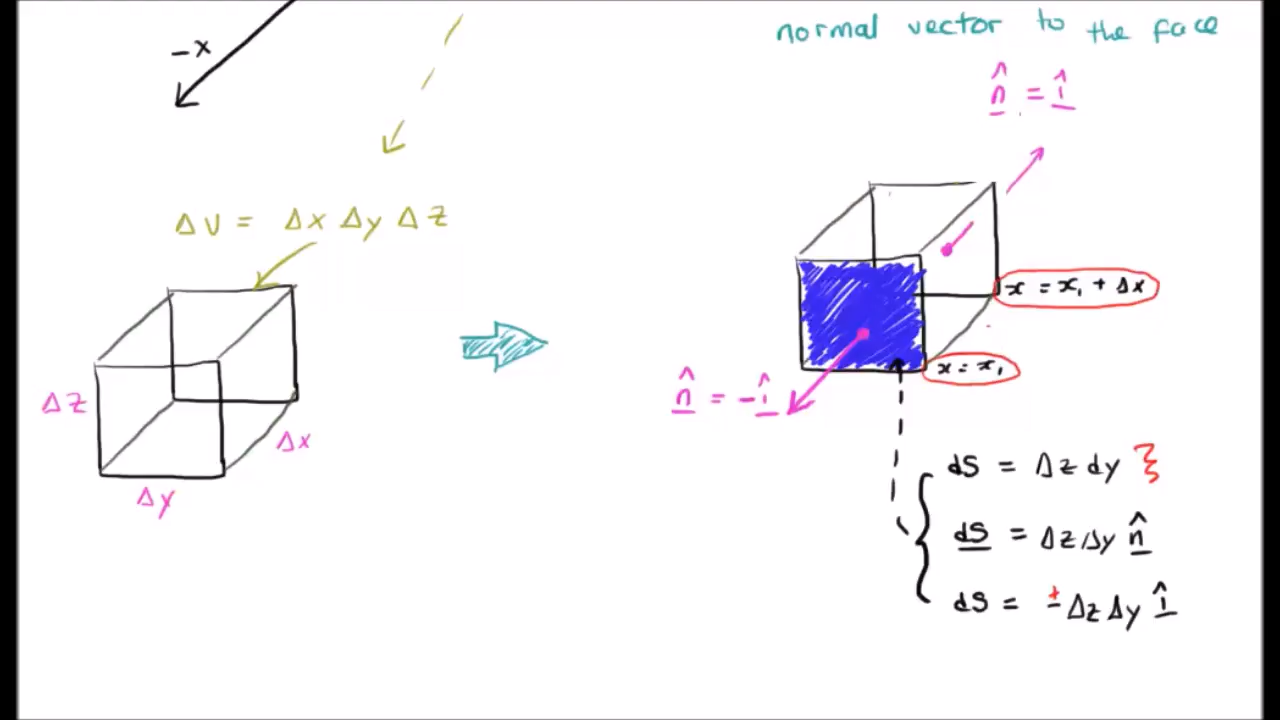 normal vector to the face
-x
n̂ = î
ΔV = Δx Δy Δz
x = x₁ + Δx
x = x₁
n̂ = -î
Δz
Δx
Δy
dS = Δz dy }
dS = Δz Δy n̂
dS = ± Δz Δy î